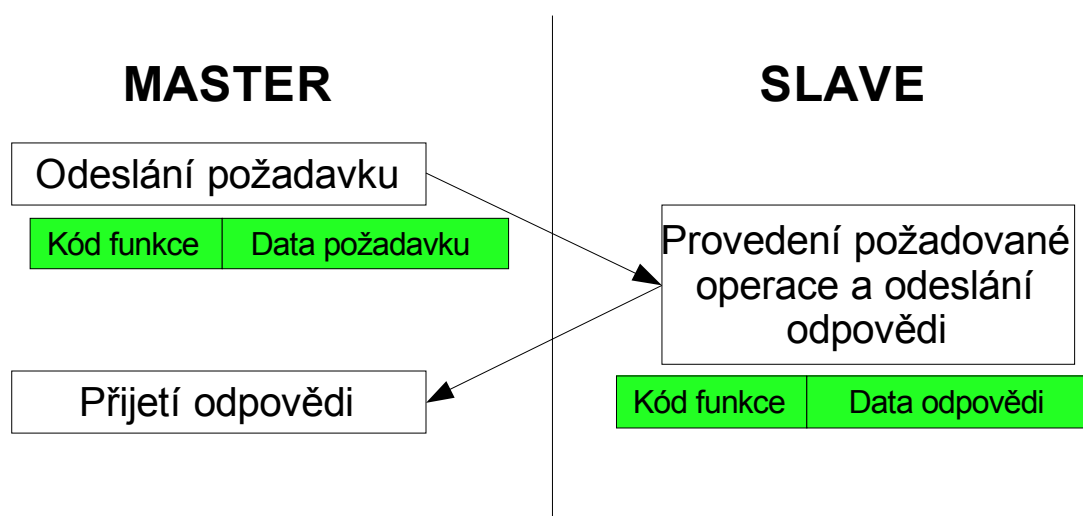 MASTER
SLAVE
Odeslání požadavku
Kód funkce
Data požadavku
Provedení požadované
operace a odeslání
odpovědi
Přijetí odpovědi
Kód funkce
Data odpovědi